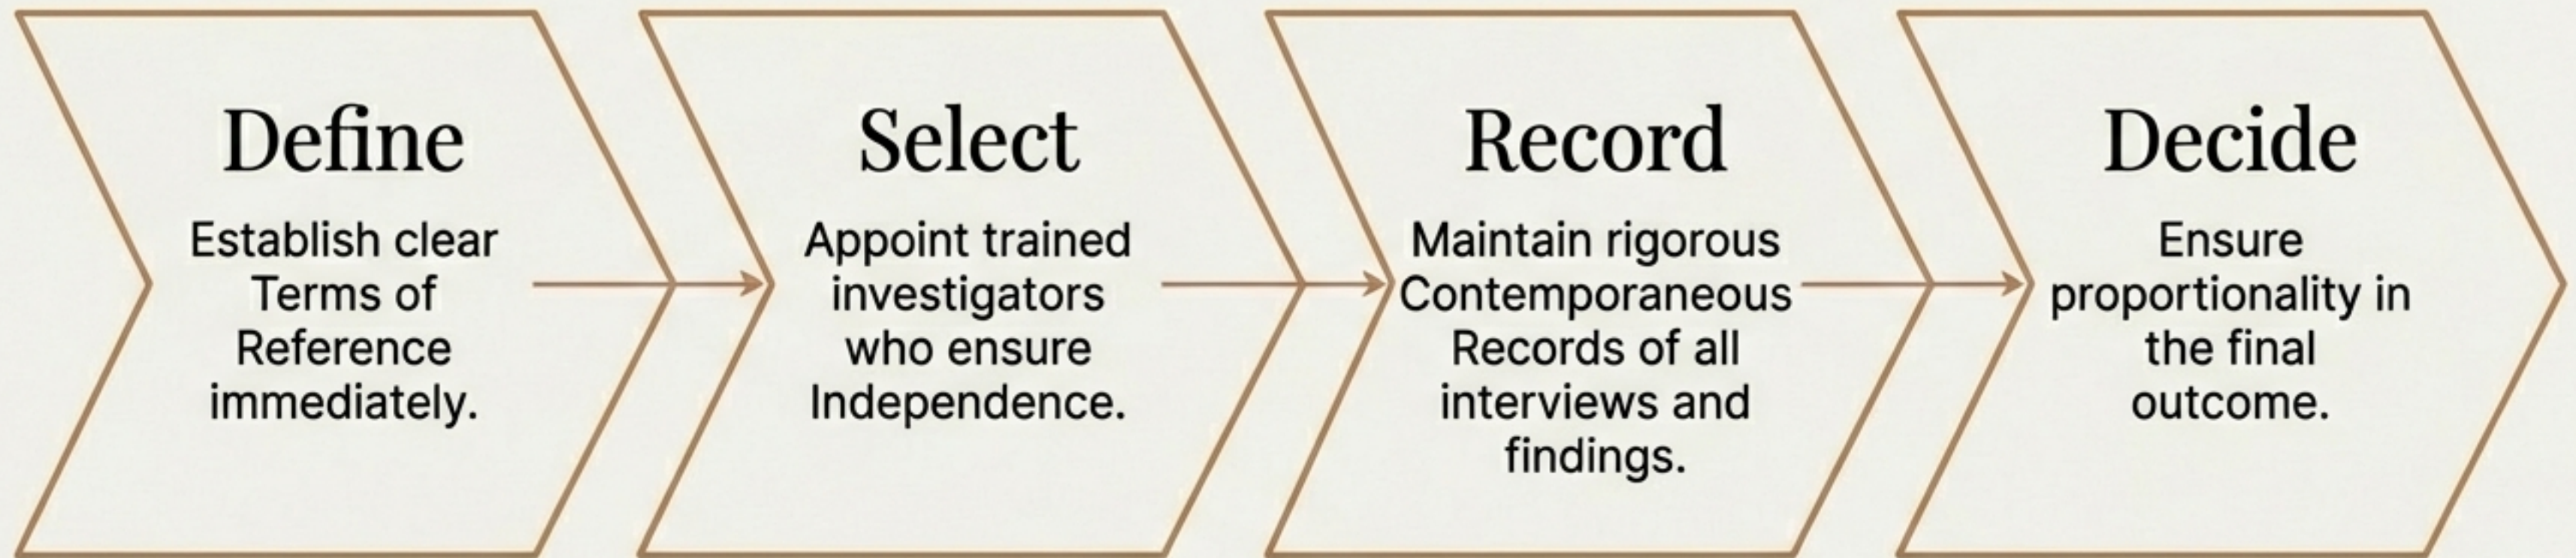 Define
Establish clear
Terms of
Reference
immediately.
Select
Appoint trained
investigators
who ensure
Independence.
Record
Maintain rigorous
Contemporaneous
Records of all
interviews and
findings.
Decide
Ensure
proportionality in
the final
outcome.